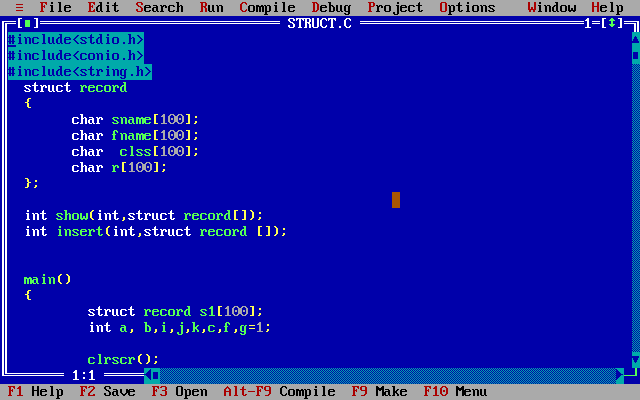 ≡ File Edit Search Run Compile Debug Project Options Window Help
[■] STRUCT.C 1=[↕]
#include<stdio.h>
#include<conio.h>
#include<string.h>
struct record
{
char sname[100];
char fname[100];
char  clss[100];
char r[100];
};
int show(int,struct record[]);
int insert(int,struct record []);
main()
{
struct record s1[100];
int a, b,i,j,k,c,f,g=1;
clrscr();
1:1
F1 Help F2 Save F3 Open Alt-F9 Compile F9 Make F10 Menu